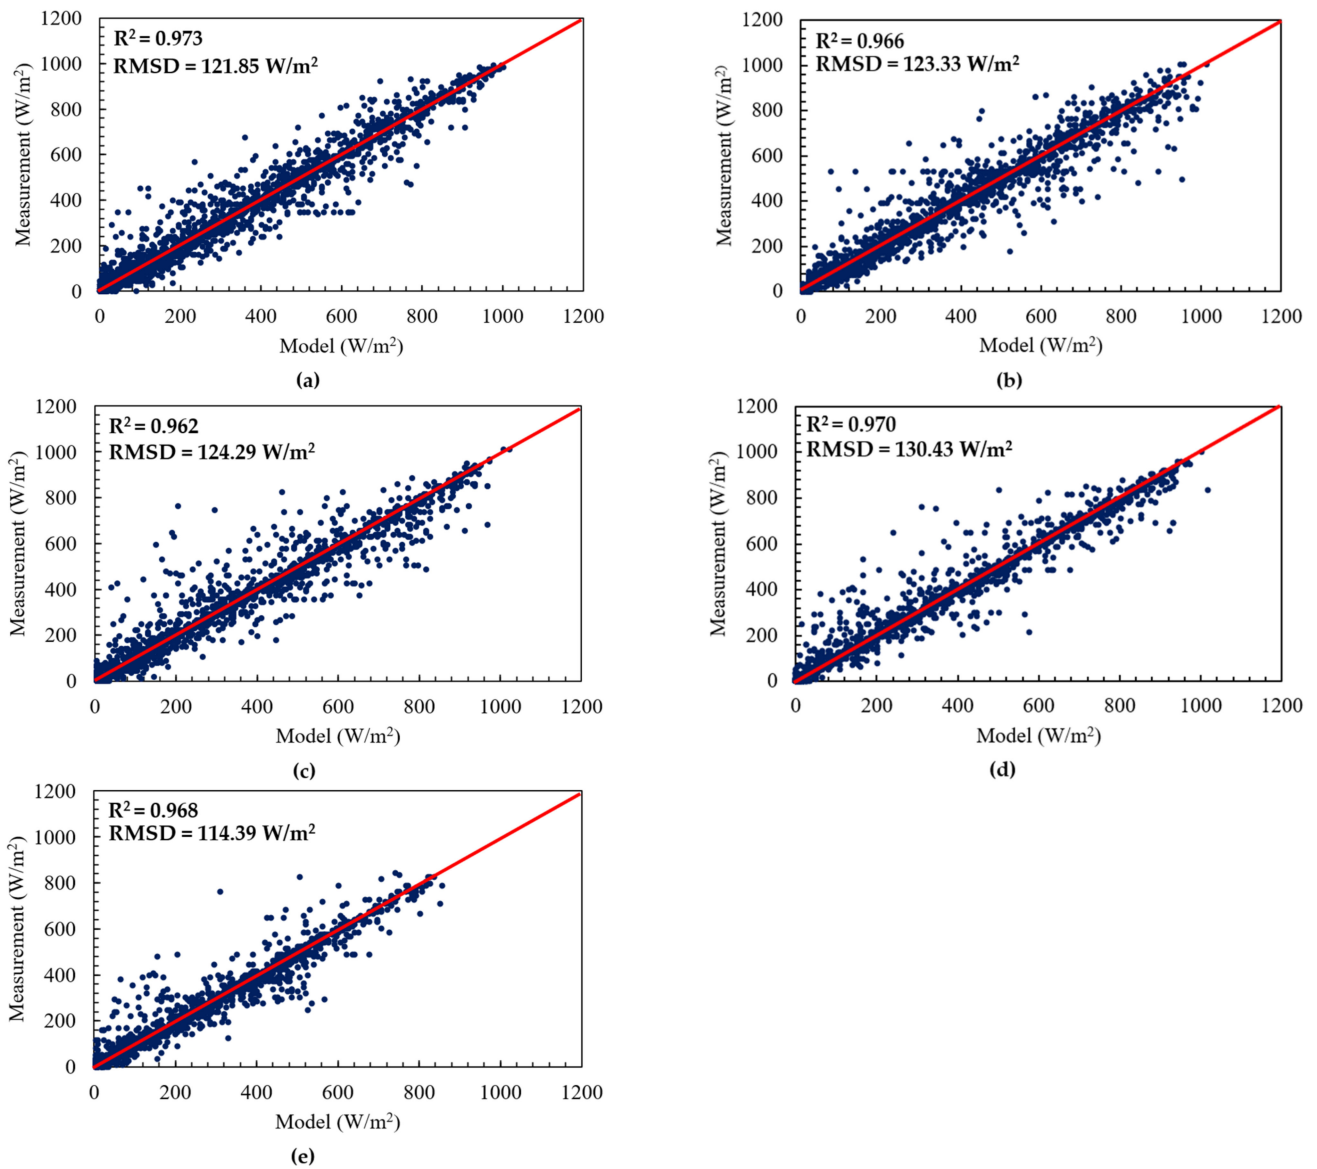 R² = 0.973
RMSD = 121.85 W/m²
1200
1000
800
600
400
200
0
Measurement (W/m²)
0 200 400 600 800 1000 1200
Model (W/m²)
(a)
R² = 0.966
RMSD = 123.33 W/m²
1200
1000
800
600
400
200
0
Measurement (W/m²)
0 200 400 600 800 1000 1200
Model (W/m²)
(b)
R² = 0.962
RMSD = 124.29 W/m²
1200
1000
800
600
400
200
0
Measurement (W/m²)
0 200 400 600 800 1000 1200
Model (W/m²)
(c)
R² = 0.970
RMSD = 130.43 W/m²
1200
1000
800
600
400
200
0
Measurement (W/m²)
0 200 400 600 800 1000 1200
Model (W/m²)
(d)
R² = 0.968
RMSD = 114.39 W/m²
1200
1000
800
600
400
200
0
Measurement (W/m²)
0 200 400 600 800 1000 1200
Model (W/m²)
(e)